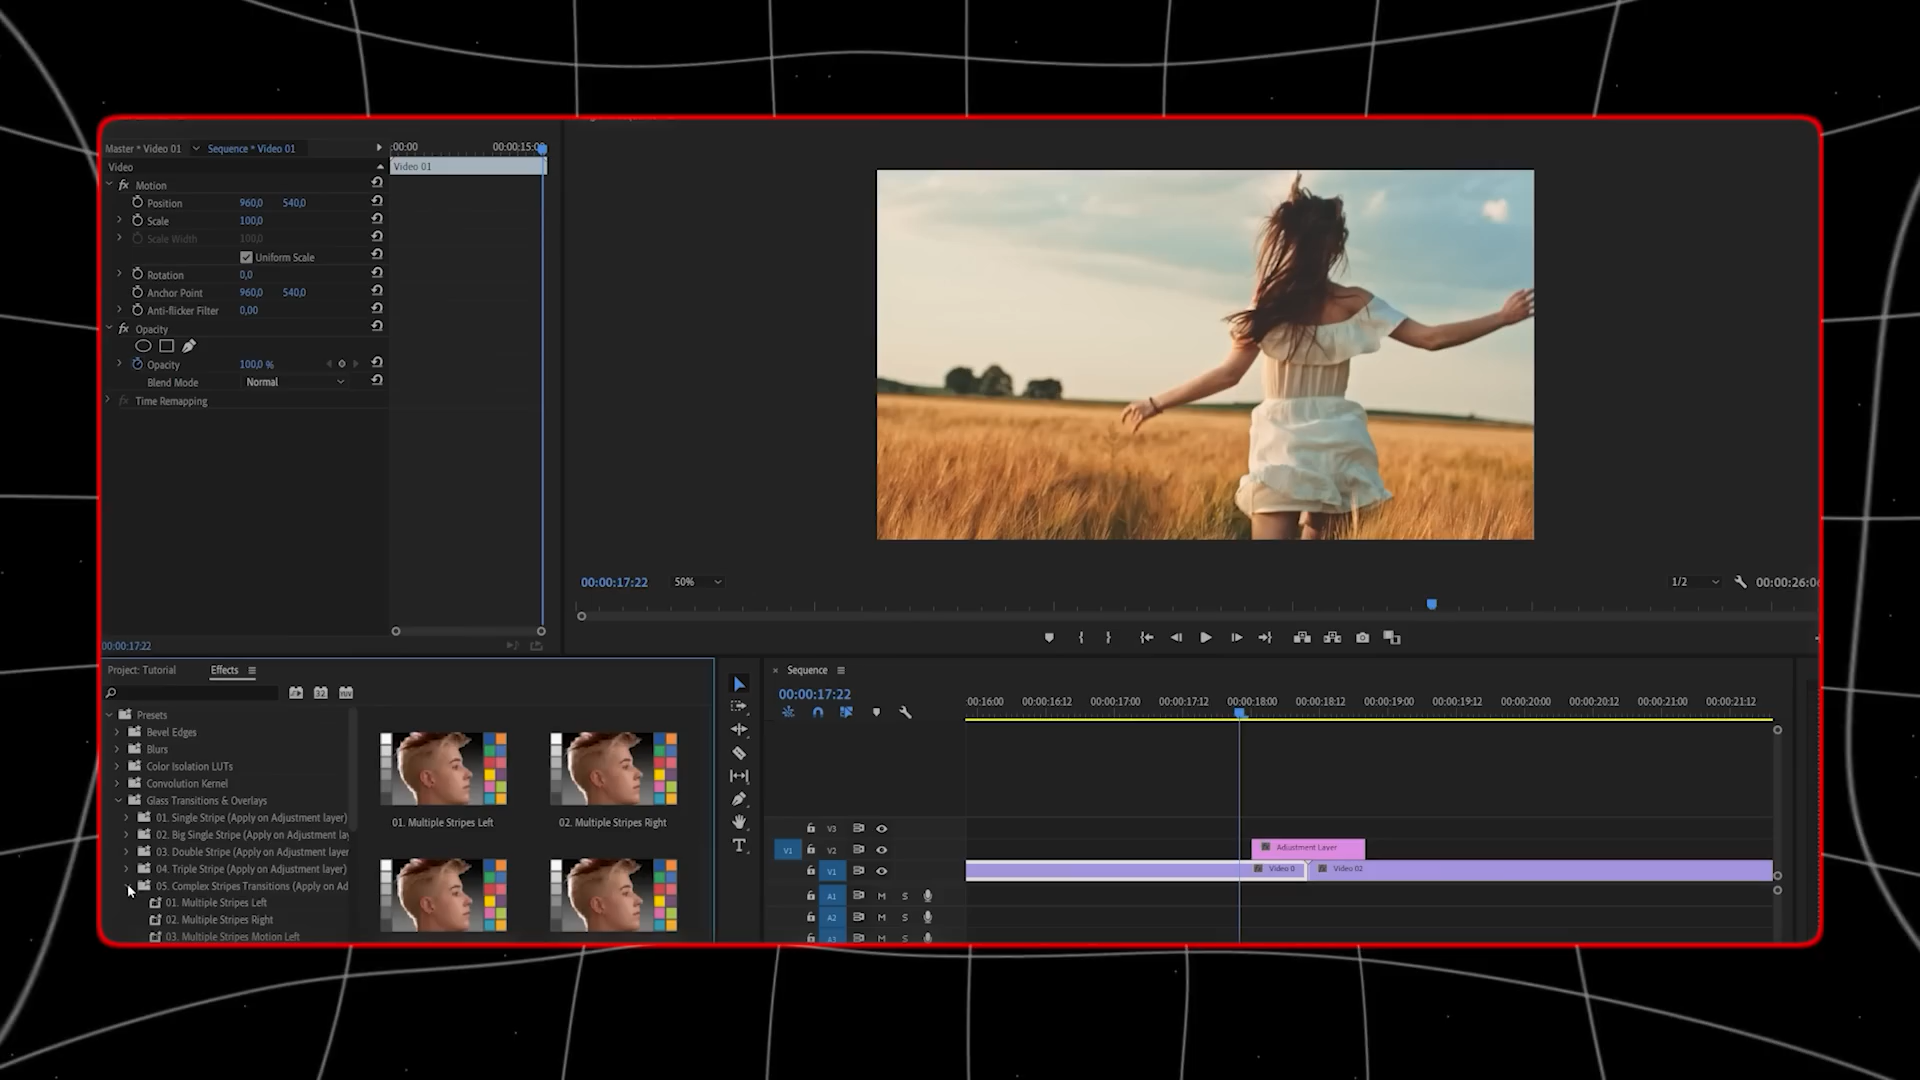 Master * Video 01 Sequence * Video 01
:00:00 00:00:15:0
Video
Video 01
fx Motion
Position 960,0 540,0
Scale 100,0
Scale Width 100,0
Uniform Scale
Rotation 0,0
Anchor Point 960,0 540,0
Anti-flicker Filter 0,00
fx Opacity
Opacity 100,0 %
Blend Mode Normal
fx Time Remapping
00:00:17:22
00:00:17:22 50% 1/2 00:00:26:0
Project: Tutorial Effects
32 YUV
Presets
Bevel Edges
Blurs
Color Isolation LUTs
Convolution Kernel
Glass Transitions & Overlays
01. Single Stripe (Apply on Adjustment layer)
02. Big Single Stripe (Apply on Adjustment la
03. Double Stripe (Apply on Adjustment layer
04. Triple Stripe (Apply on Adjustment layer)
05. Complex Stripes Transitions (Apply on Ad
01. Multiple Stripes Left
02. Multiple Stripes Right
03. Multiple Stripes Motion Left
01. Multiple Stripes Left
02. Multiple Stripes Right
T
× Sequence
00:00:17:22
00:16:00 00:00:16:12 00:00:17:00 00:00:17:12 00:00:18:00 00:00:18:12 00:00:19:00 00:00:19:12 00:00:20:00 00:00:20:12 00:00:21:00 00:00:21:12
V3
V1 V2
fx Adjustment Layer
V1
fx Video 0 fx Video 02
A1 M S
A2 M S
A3 M S